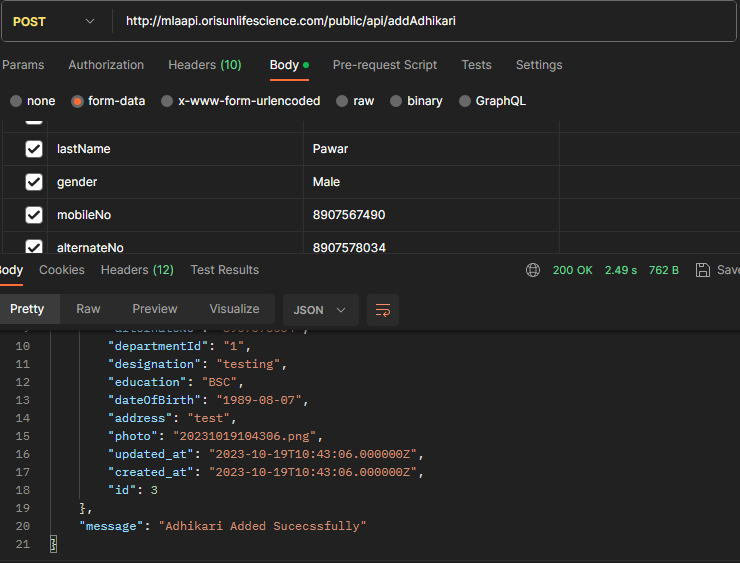 POST http://mlaapi.orisunlifescience.com/public/api/addAdhikari
Params Authorization Headers (10) Body Pre-request Script Tests Settings
none form-data x-www-form-urlencoded raw binary GraphQL
lastName Pawar
gender Male
mobileNo 8907567490
alternateNo 8907578034
Body Cookies Headers (12) Test Results 200 OK 2.49 s 762 B Save
Pretty Raw Preview Visualize JSON
10 "departmentId": "1",
11 "designation": "testing",
12 "education": "BSC",
13 "dateOfBirth": "1989-08-07",
14 "address": "test",
15 "photo": "20231019104306.png",
16 "updated_at": "2023-10-19T10:43:06.000000Z",
17 "created_at": "2023-10-19T10:43:06.000000Z",
18 "id": 3
19 },
20 "message": "Adhikari Added Sucecssfully"
21 }